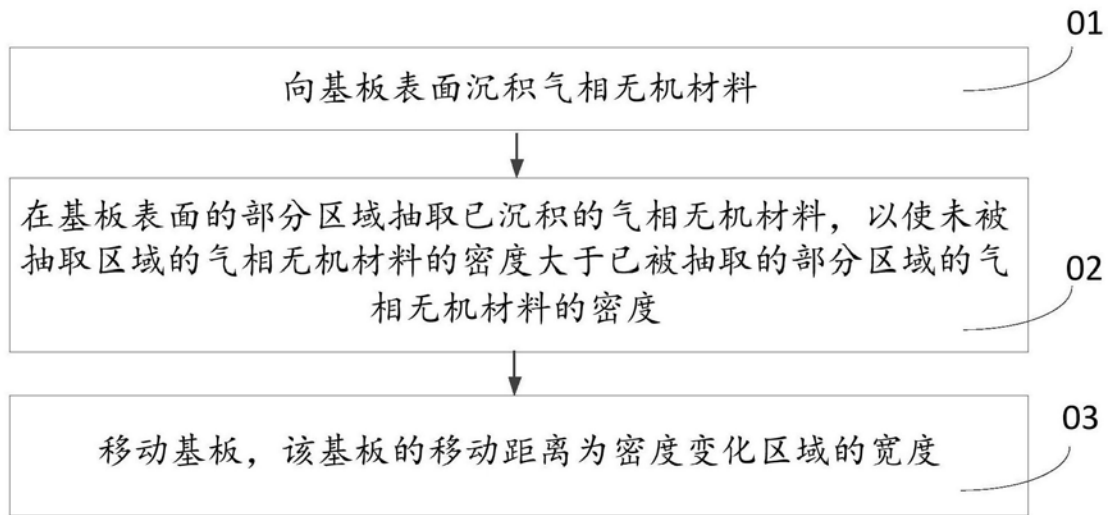 01
向基板表面沉积气相无机材料
在基板表面的部分区域抽取已沉积的气相无机材料，以使未被
抽取区域的气相无机材料的密度大于已被抽取的部分区域的气
相无机材料的密度
02
移动基板，该基板的移动距离为密度变化区域的宽度
03